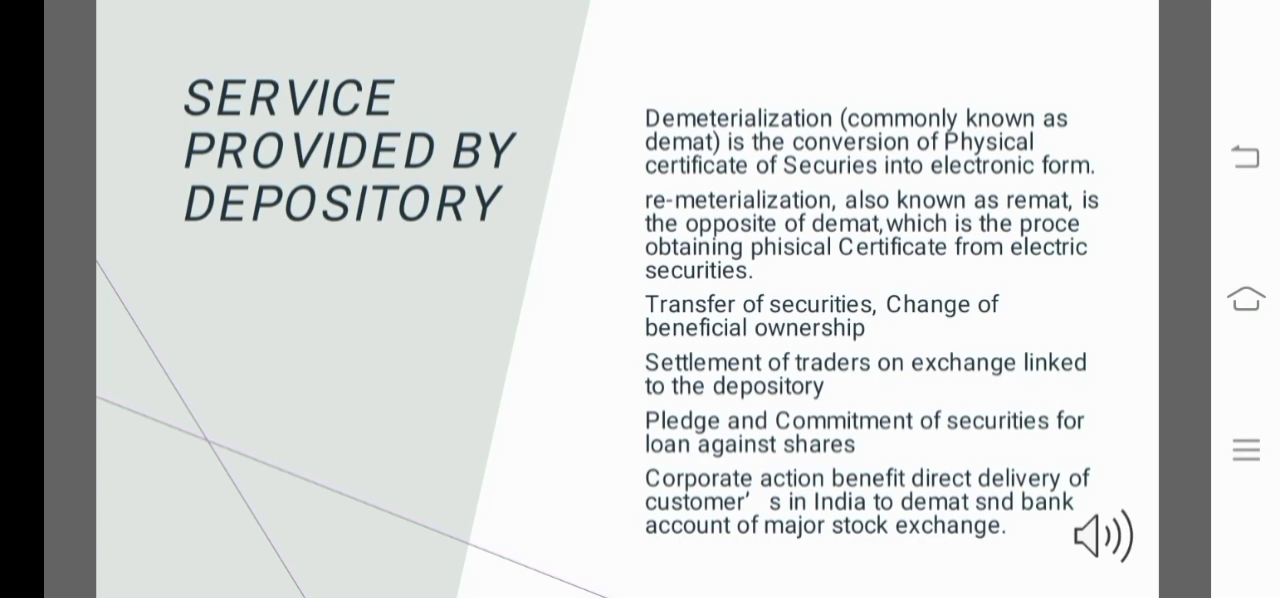 SERVICE
PROVIDED BY
DEPOSITORY
Demeterialization (commonly known as
demat) is the conversion of Physical
certificate of Securies into electronic form.
re-meterialization, also known as remat, is
the opposite of demat, which is the proce
obtaining phisical Certificate from electric
securities.
Transfer of securities, Change of
beneficial ownership
Settlement of traders on exchange linked
to the depository
Pledge and Commitment of securities for
loan against shares
Corporate action benefit direct delivery of
customer’ s in India to demat snd bank
account of major stock exchange.